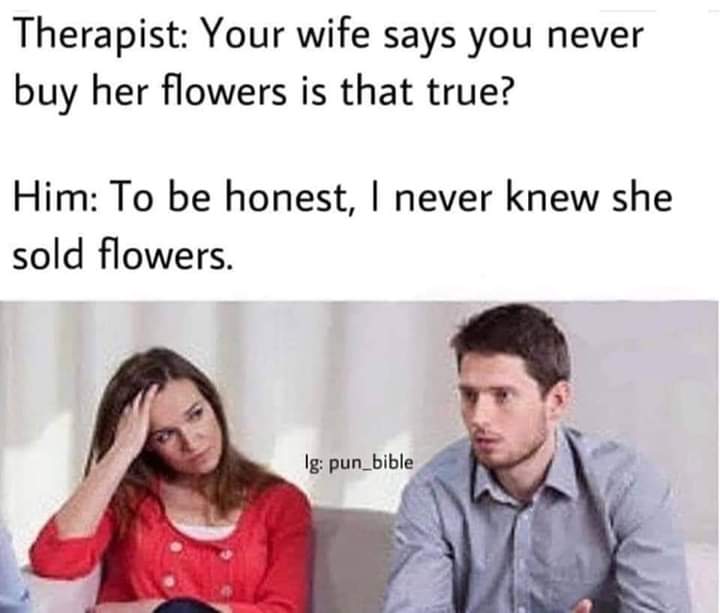 Therapist: Your wife says you never
buy her flowers is that true?
Him: To be honest, I never knew she
sold flowers.
Ig: pun_bible